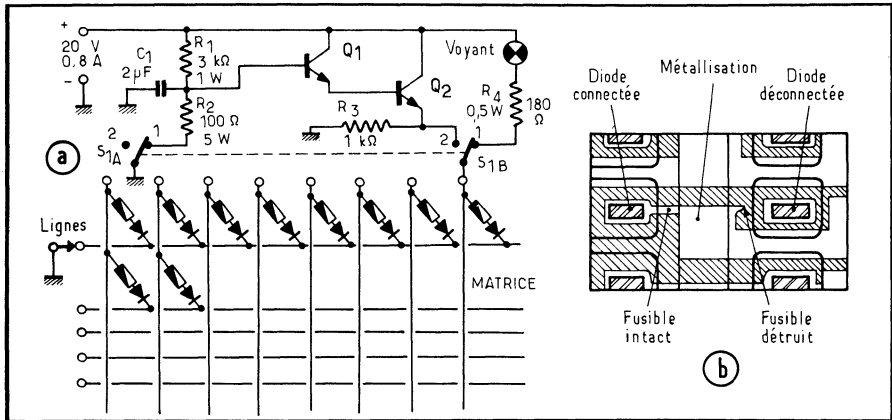 +
20 V
0,8 A
–
C1
2 µF
R1
3 kΩ
1 W
R2
100 Ω
5 W
Q1
Q2
R3
1 kΩ
Voyant
R4
0,5 W
180
Ω
2
1
S1A
2
1
S1B
a
Lignes
MATRICE
Diode
connectée
Métallisation
Diode
déconnectée
Fusible
intact
Fusible
détruit
b